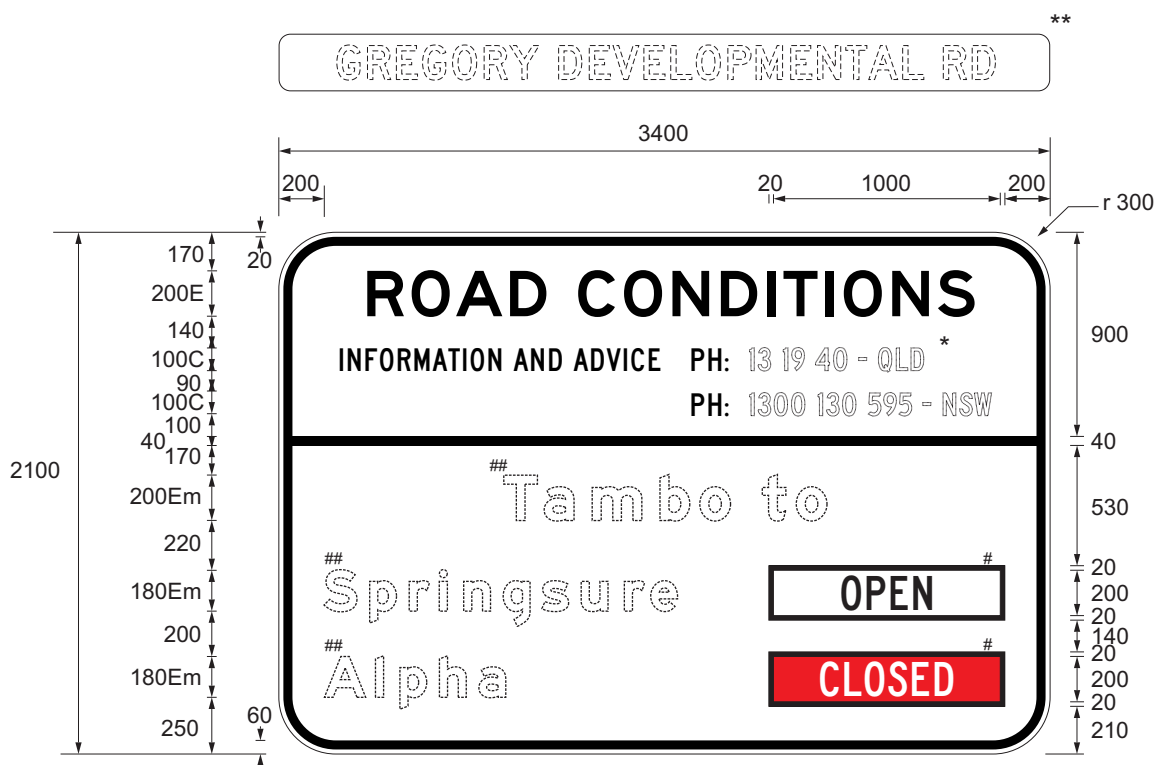 **
GREGORY DEVELOPMENTAL RD
3400
200 20 1000 200
r 300
170 20
200E
ROAD CONDITIONS
140 900
100C INFORMATION AND ADVICE PH: 13 19 40 - QLD *
90
100C PH: 1300 130 595 - NSW
100
40 40
170
2100
##
200Em Tambo to 530
220
## #
20
180Em Springsure OPEN 200
20
200 140
## #
20
180Em Alpha CLOSED 200
20
60
250 210